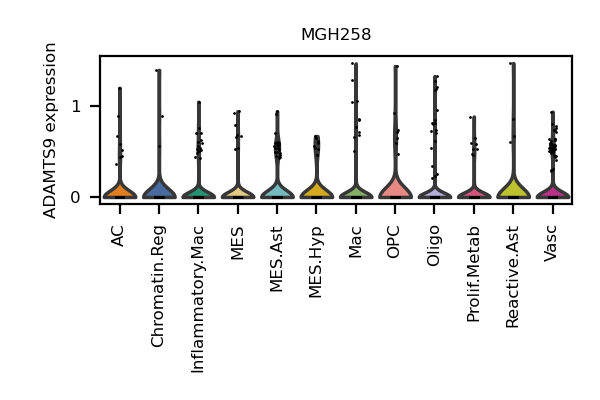 MGH258
ADAMTS9 expression
1
0
AC
Chromatin.Reg
Inflammatory.Mac
MES
MES.Ast
MES.Hyp
Mac
OPC
Oligo
Prolif.Metab
Reactive.Ast
Vasc